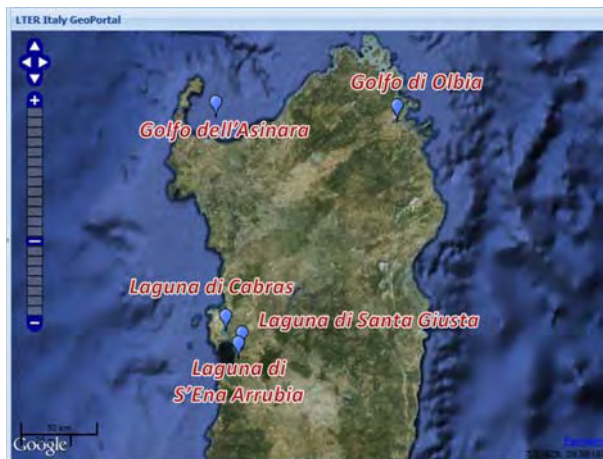 LTER Italy GeoPortal
Golfo di Olbia
Golfo dell'Asinara
Laguna di Cabras
Laguna di Santa Giusta
Laguna di
S'Ena Arrubia
50 km
Google